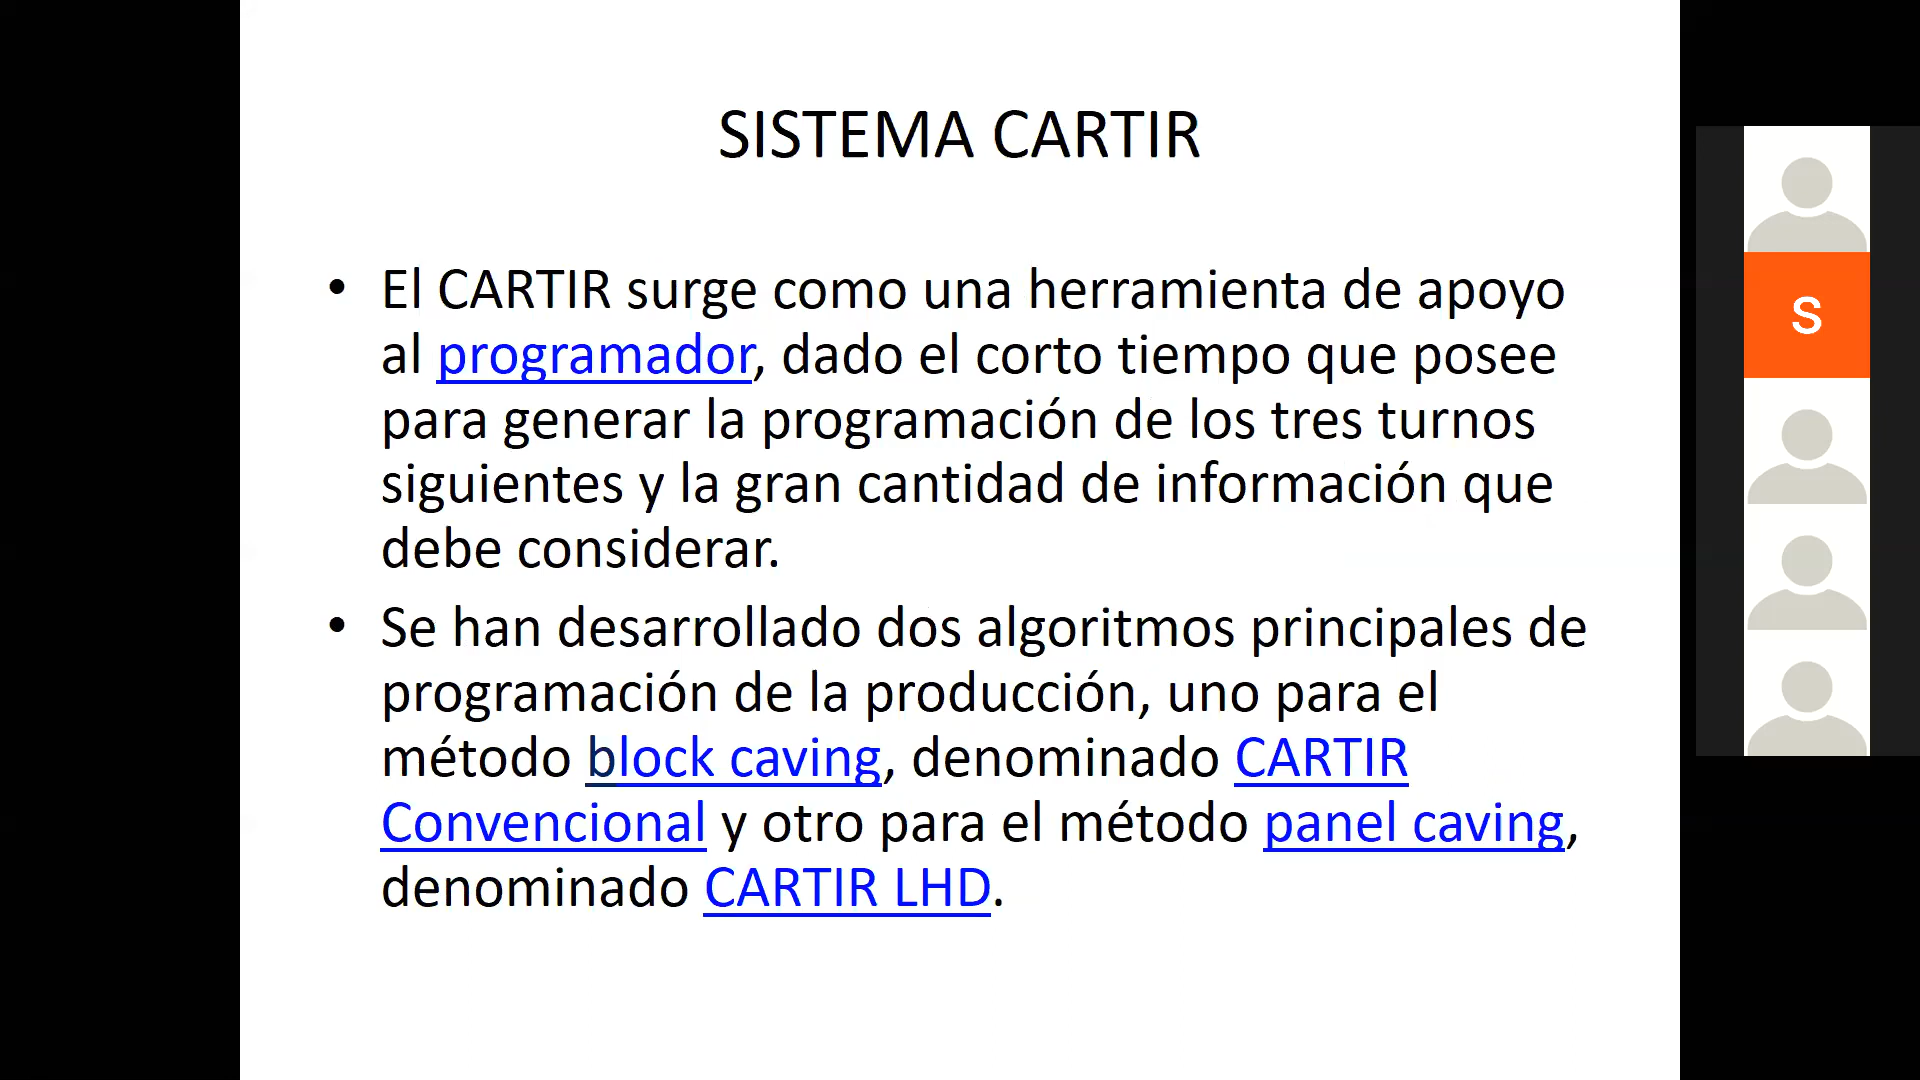 SISTEMA CARTIR
• El CARTIR surge como una herramienta de apoyo
al programador, dado el corto tiempo que posee
para generar la programación de los tres turnos
siguientes y la gran cantidad de información que
debe considerar.
• Se han desarrollado dos algoritmos principales de
programación de la producción, uno para el
método block caving, denominado CARTIR
Convencional y otro para el método panel caving,
denominado CARTIR LHD.
S